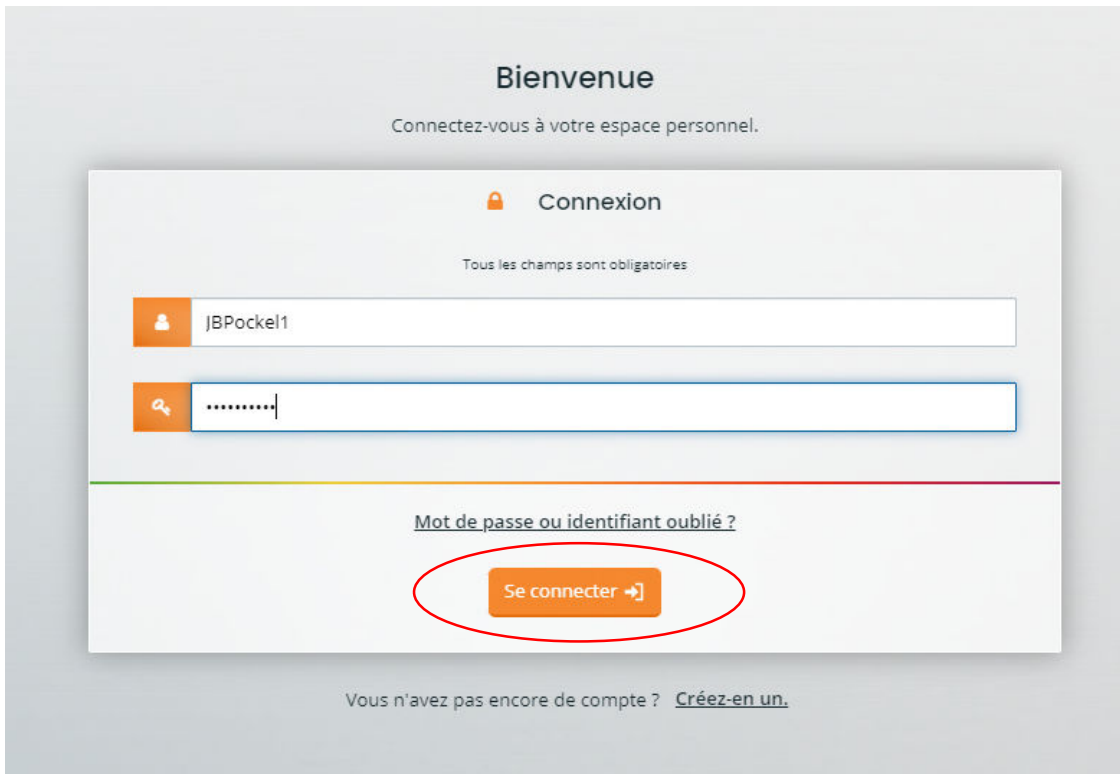 Bienvenue
Connectez-vous à votre espace personnel.
Connexion
Tous les champs sont obligatoires
JBPockel1
••••••••••
Mot de passe ou identifiant oublié ?
Se connecter
Vous n'avez pas encore de compte ? Créez-en un.